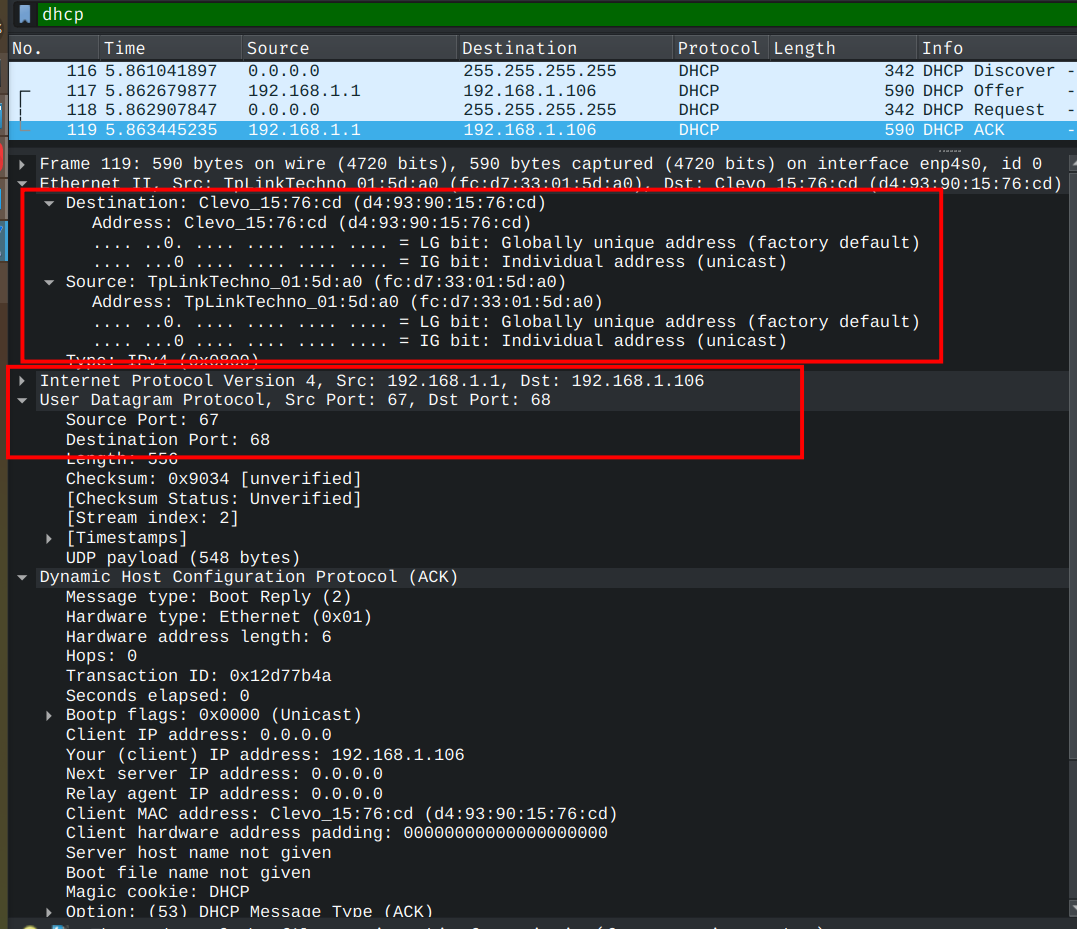 dhcp
No. Time Source Destination Protocol Length Info
116 5.861041897 0.0.0.0 255.255.255.255 DHCP 342 DHCP Discover -
117 5.862679877 192.168.1.1 192.168.1.106 DHCP 590 DHCP Offer -
118 5.862907847 0.0.0.0 255.255.255.255 DHCP 342 DHCP Request -
119 5.863445235 192.168.1.1 192.168.1.106 DHCP 590 DHCP ACK -
Frame 119: 590 bytes on wire (4720 bits), 590 bytes captured (4720 bits) on interface enp4s0, id 0
Ethernet II, Src: TpLinkTechno_01:5d:a0 (fc:d7:33:01:5d:a0), Dst: Clevo_15:76:cd (d4:93:90:15:76:cd)
Destination: Clevo_15:76:cd (d4:93:90:15:76:cd)
Address: Clevo_15:76:cd (d4:93:90:15:76:cd)
.... ..0. .... .... .... .... = LG bit: Globally unique address (factory default)
.... ...0 .... .... .... .... = IG bit: Individual address (unicast)
Source: TpLinkTechno_01:5d:a0 (fc:d7:33:01:5d:a0)
Address: TpLinkTechno_01:5d:a0 (fc:d7:33:01:5d:a0)
.... ..0. .... .... .... .... = LG bit: Globally unique address (factory default)
.... ...0 .... .... .... .... = IG bit: Individual address (unicast)
Type: IPv4 (0x0800)
Internet Protocol Version 4, Src: 192.168.1.1, Dst: 192.168.1.106
User Datagram Protocol, Src Port: 67, Dst Port: 68
Source Port: 67
Destination Port: 68
Length: 556
Checksum: 0x9034 [unverified]
[Checksum Status: Unverified]
[Stream index: 2]
[Timestamps]
UDP payload (548 bytes)
Dynamic Host Configuration Protocol (ACK)
Message type: Boot Reply (2)
Hardware type: Ethernet (0x01)
Hardware address length: 6
Hops: 0
Transaction ID: 0x12d77b4a
Seconds elapsed: 0
Bootp flags: 0x0000 (Unicast)
Client IP address: 0.0.0.0
Your (client) IP address: 192.168.1.106
Next server IP address: 0.0.0.0
Relay agent IP address: 0.0.0.0
Client MAC address: Clevo_15:76:cd (d4:93:90:15:76:cd)
Client hardware address padding: 00000000000000000000
Server host name not given
Boot file name not given
Magic cookie: DHCP
Option: (53) DHCP Message Type (ACK)